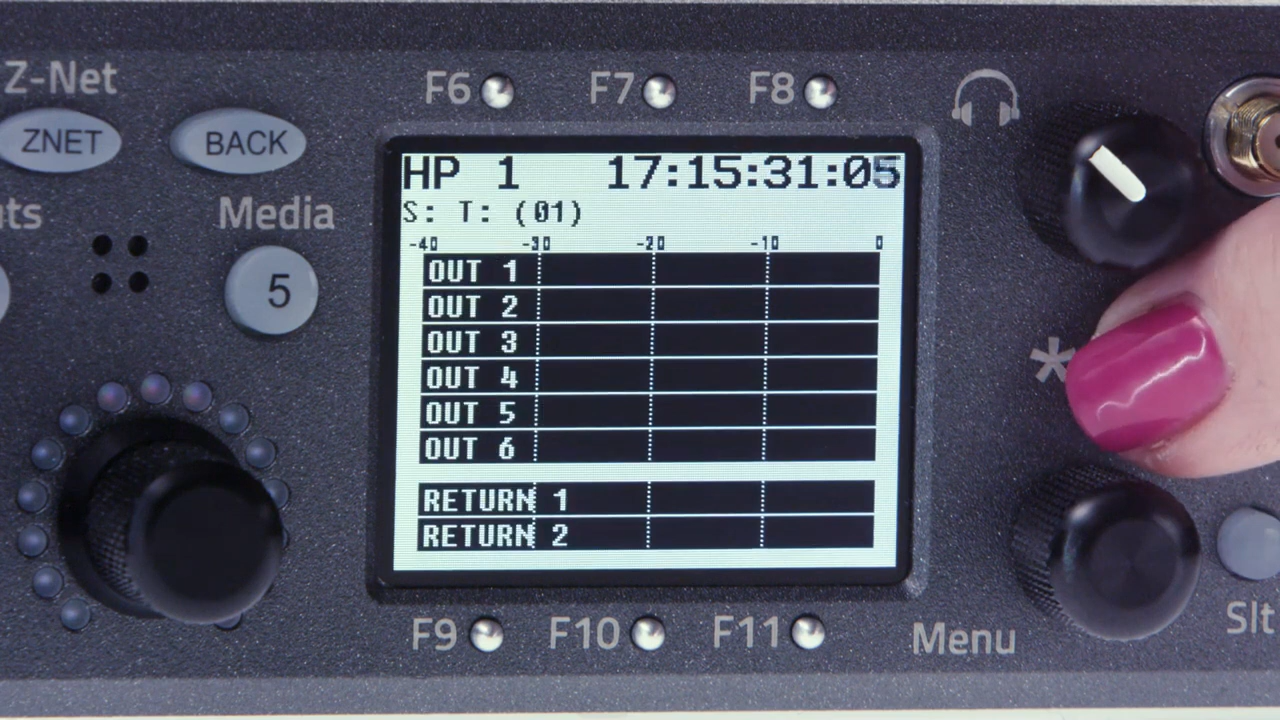 Z-Net
F6
F7
F8
ZNET
BACK
HP 1 17:15:31:05
S: T: (01)
-40 -30 -20 -10 0
Media
5
OUT 1
OUT 2
OUT 3
*
OUT 4
OUT 5
OUT 6
RETURN 1
RETURN 2
F9
F10
F11
Menu